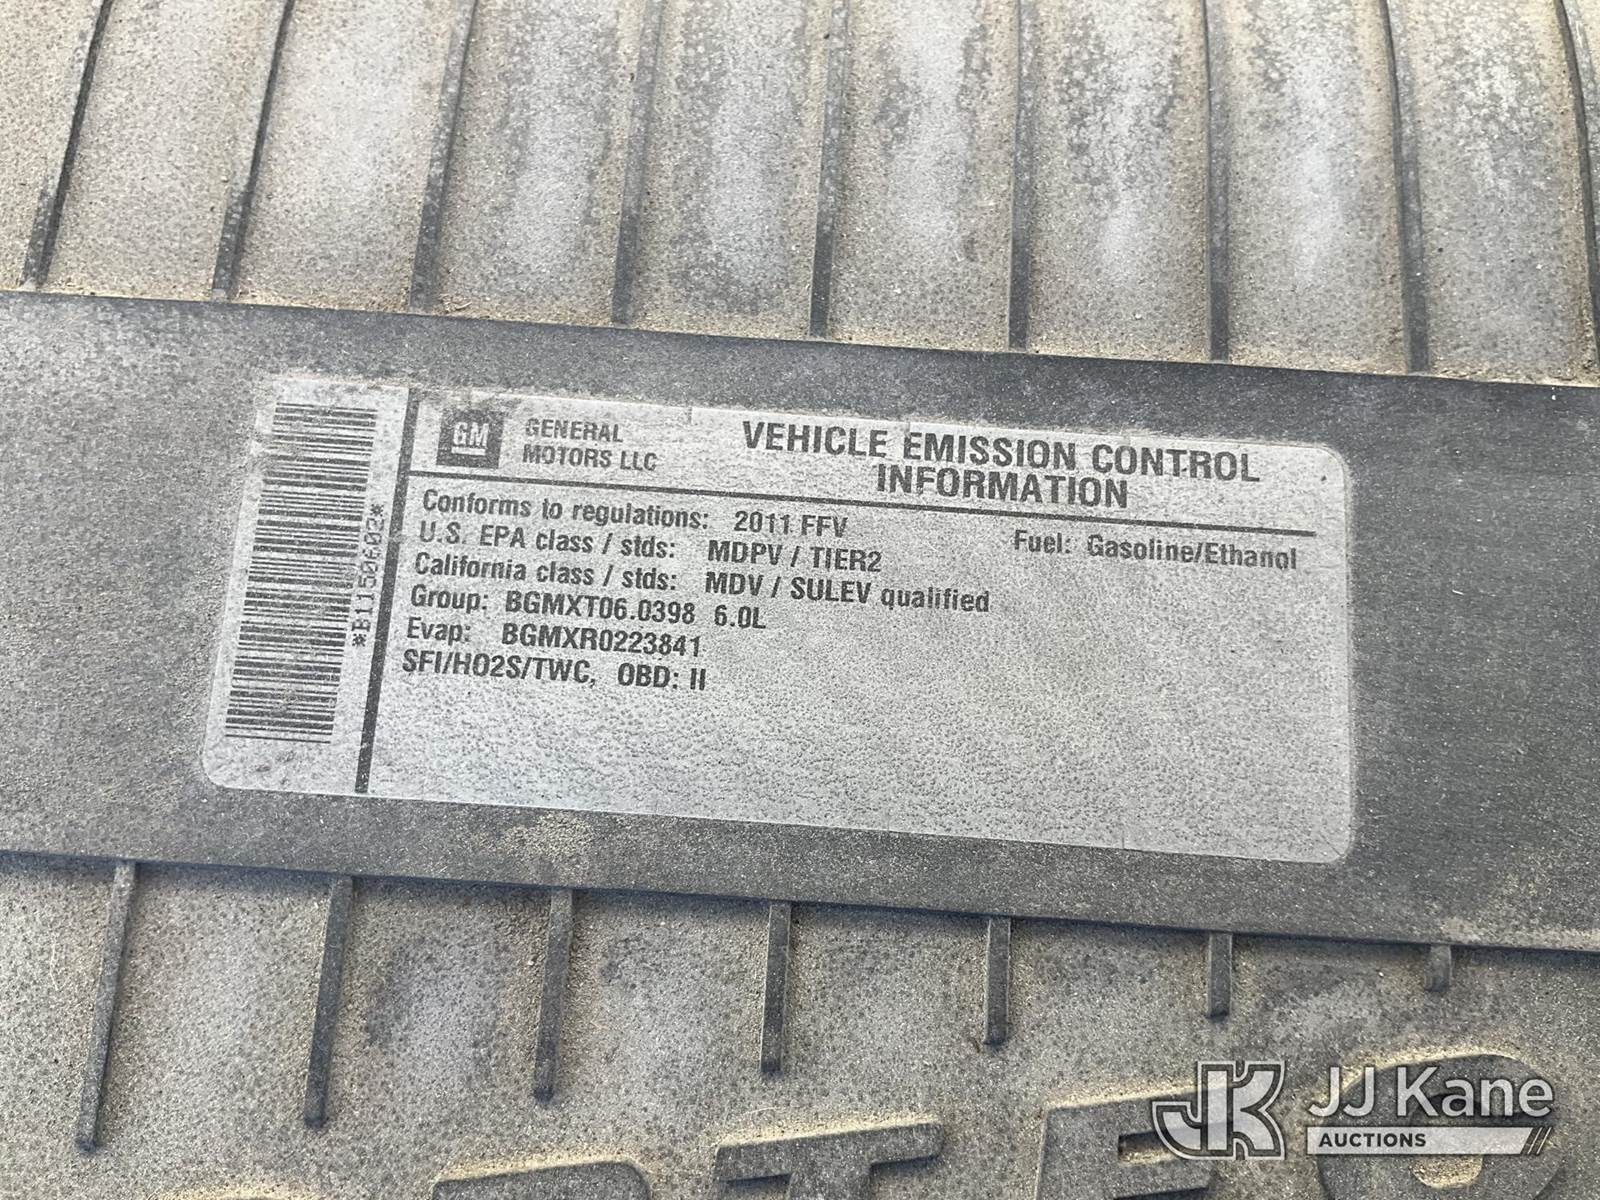 GM
GENERAL
MOTORS LLC
VEHICLE EMISSION CONTROL
INFORMATION
Conforms to regulations: 2011 FFV
Fuel: Gasoline/Ethanol
U.S. EPA class / stds: MDPV / TIER2
California class / stds: MDV / SULEV qualified
Group: BGMXT06.0398 6.0L
Evap: BGMXR0223841
SFI/HO2S/TWC, OBD: II
*B1150602*
JK JJ Kane
AUCTIONS